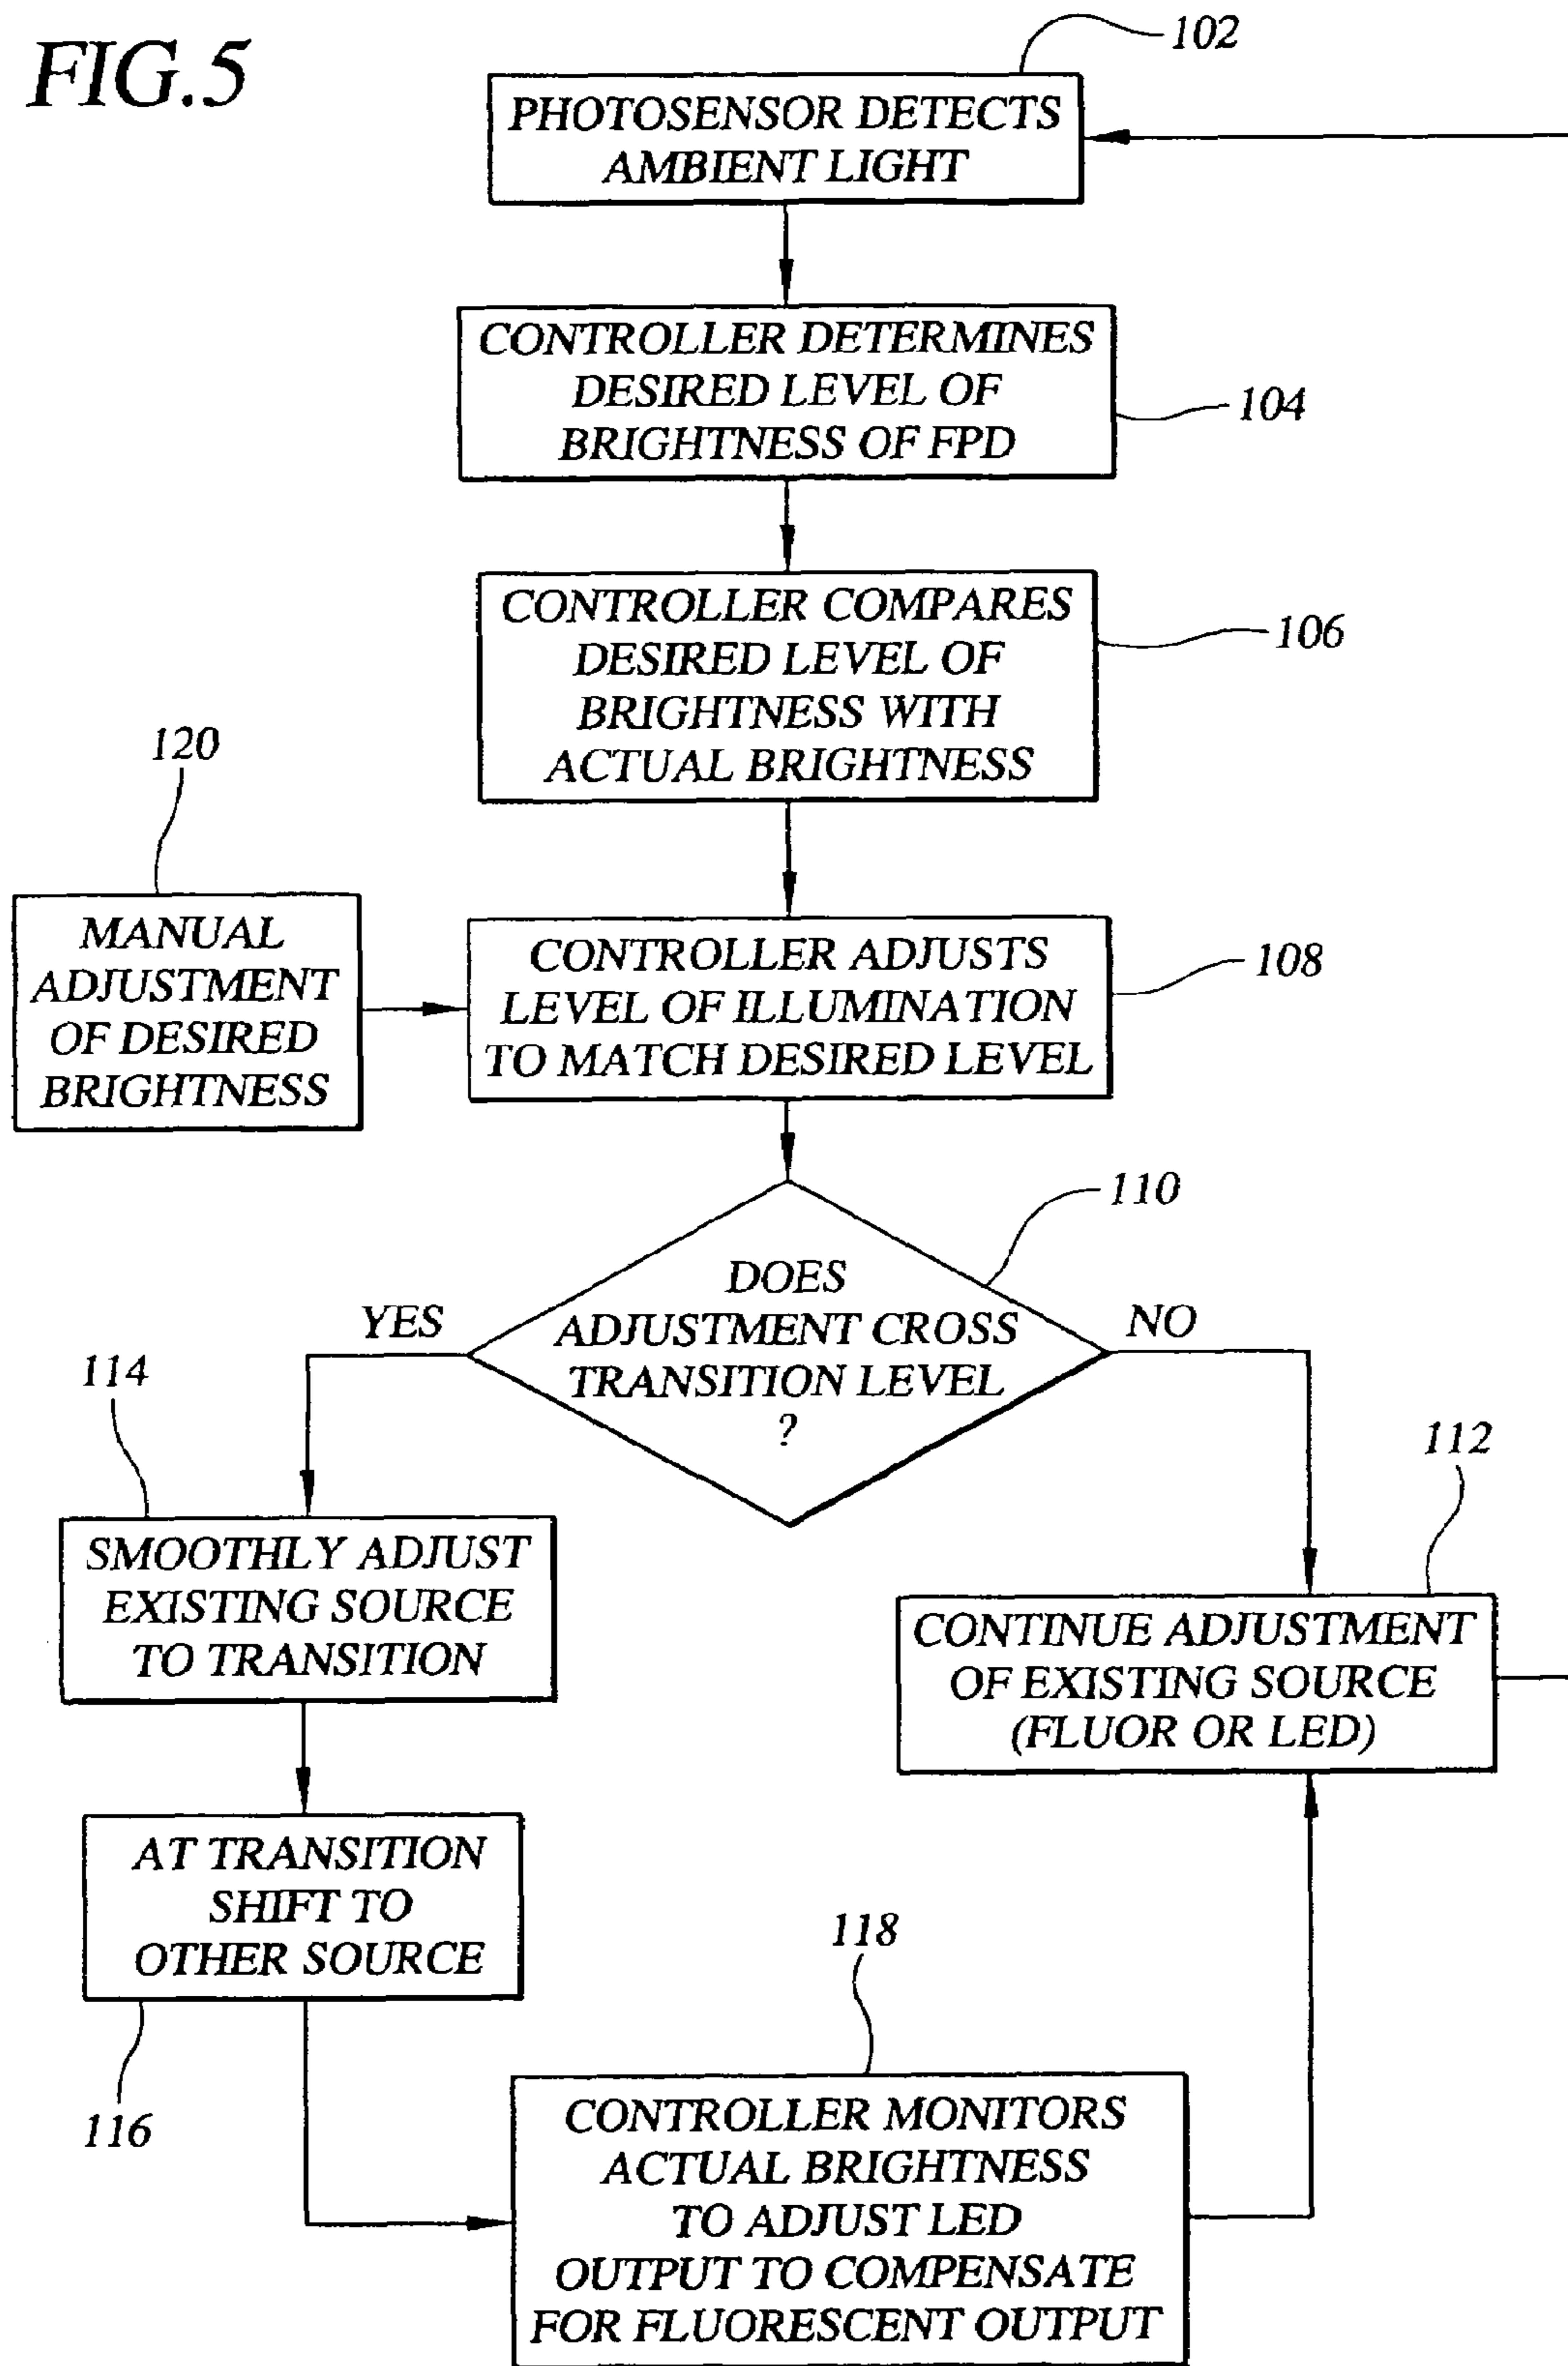 FIG.5
102
PHOTOSENSOR DETECTS
AMBIENT LIGHT
CONTROLLER DETERMINES
DESIRED LEVEL OF
BRIGHTNESS OF FPD
104
CONTROLLER COMPARES
DESIRED LEVEL OF
BRIGHTNESS WITH
ACTUAL BRIGHTNESS
106
120
MANUAL
ADJUSTMENT
OF DESIRED
BRIGHTNESS
CONTROLLER ADJUSTS
LEVEL OF ILLUMINATION
TO MATCH DESIRED LEVEL
108
110
DOES
ADJUSTMENT CROSS
TRANSITION LEVEL
?
YES
NO
114
SMOOTHLY ADJUST
EXISTING SOURCE
TO TRANSITION
112
CONTINUE ADJUSTMENT
OF EXISTING SOURCE
(FLUOR OR LED)
AT TRANSITION
SHIFT TO
OTHER SOURCE
116
118
CONTROLLER MONITORS
ACTUAL BRIGHTNESS
TO ADJUST LED
OUTPUT TO COMPENSATE
FOR FLUORESCENT OUTPUT